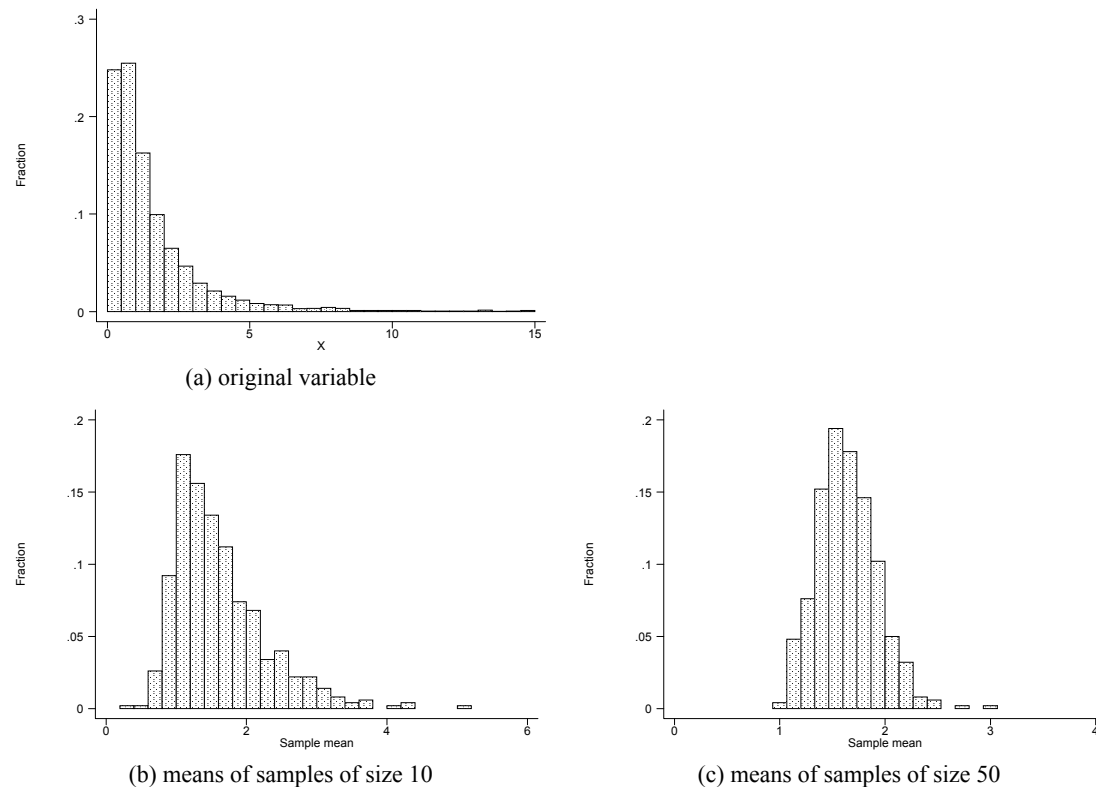 .3
.2
.1
0
Fraction
0 5 10 15
X
(a) original variable
.2
.15
.1
.05
0
Fraction
0 2 4 6
Sample mean
(b) means of samples of size 10
.2
.15
.1
.05
0
Fraction
0 1 2 3 4
Sample mean
(c) means of samples of size 50